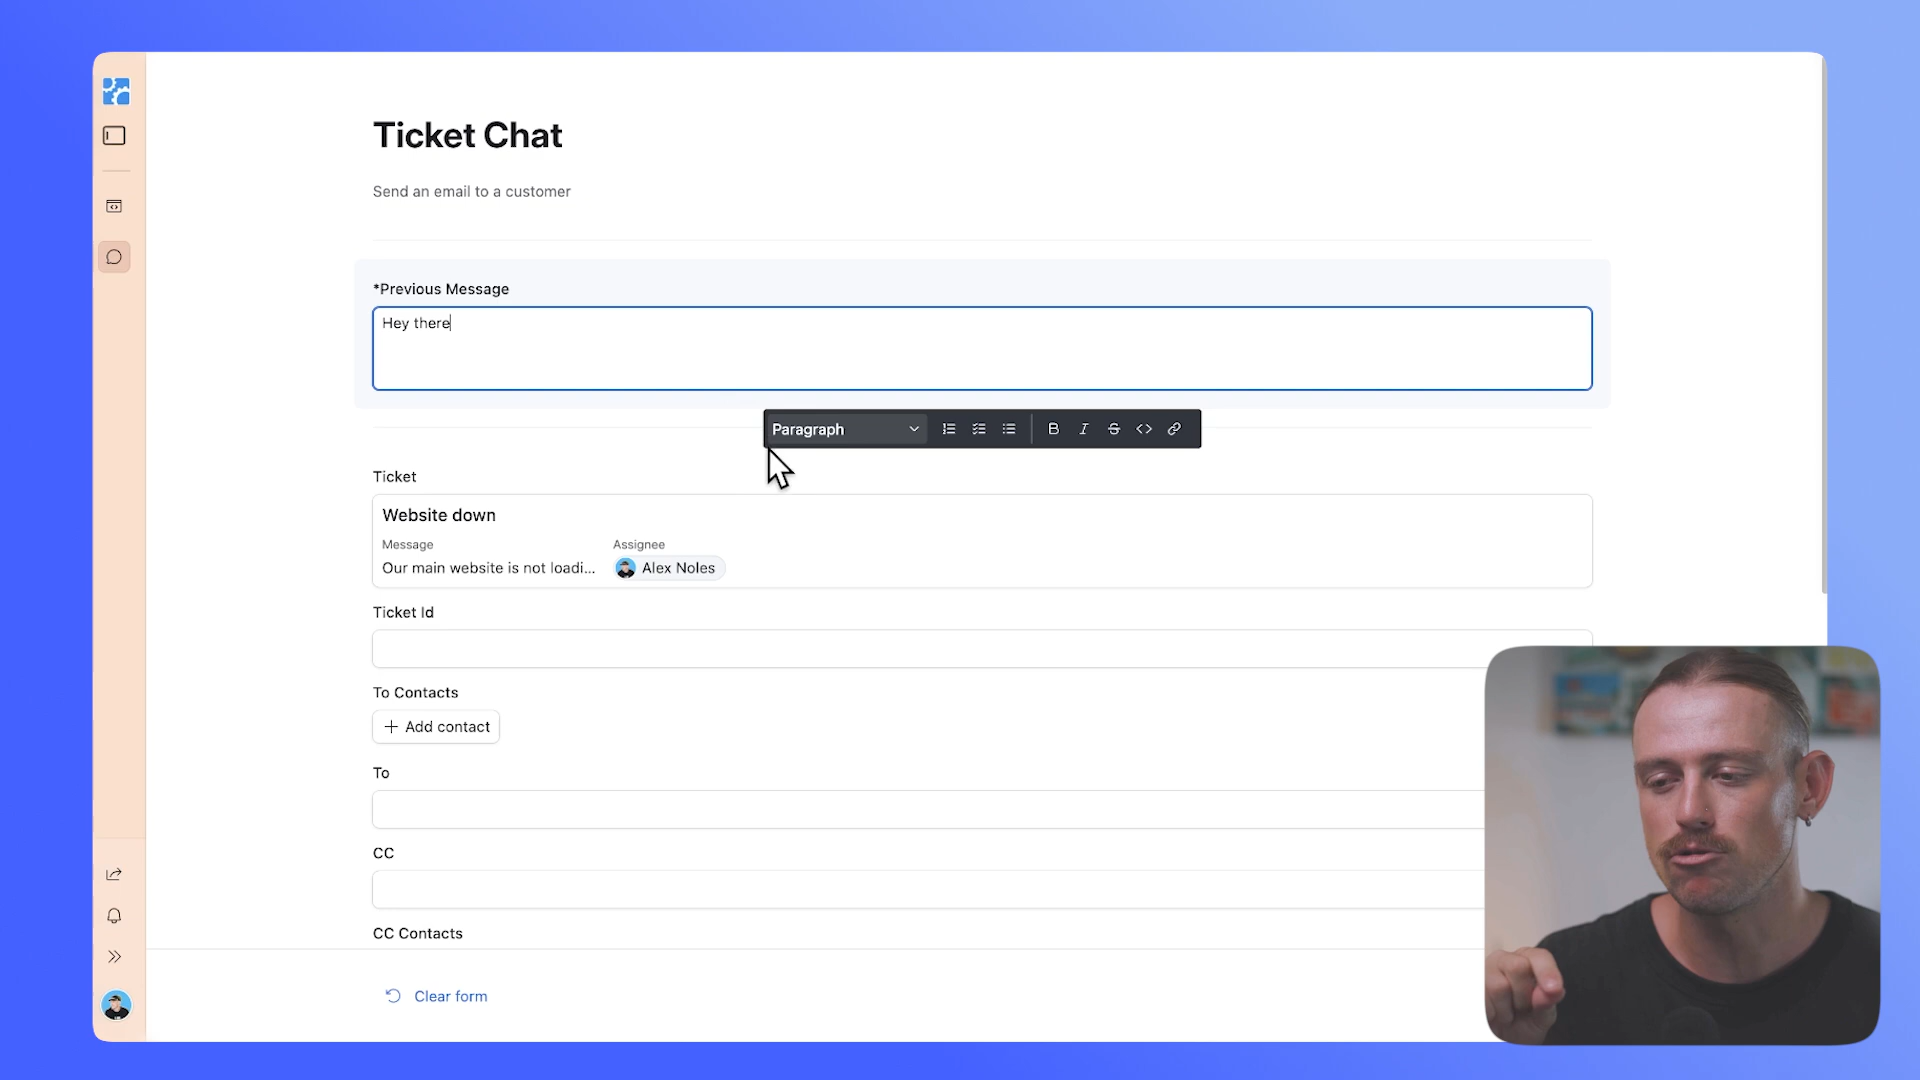 Ticket Chat
Send an email to a customer
*Previous Message
Hey there
Paragraph
Ticket
Website down
Message Assignee
Our main website is not loadi... Alex Noles
Ticket Id
To Contacts
Add contact
To
CC
CC Contacts
Clear form